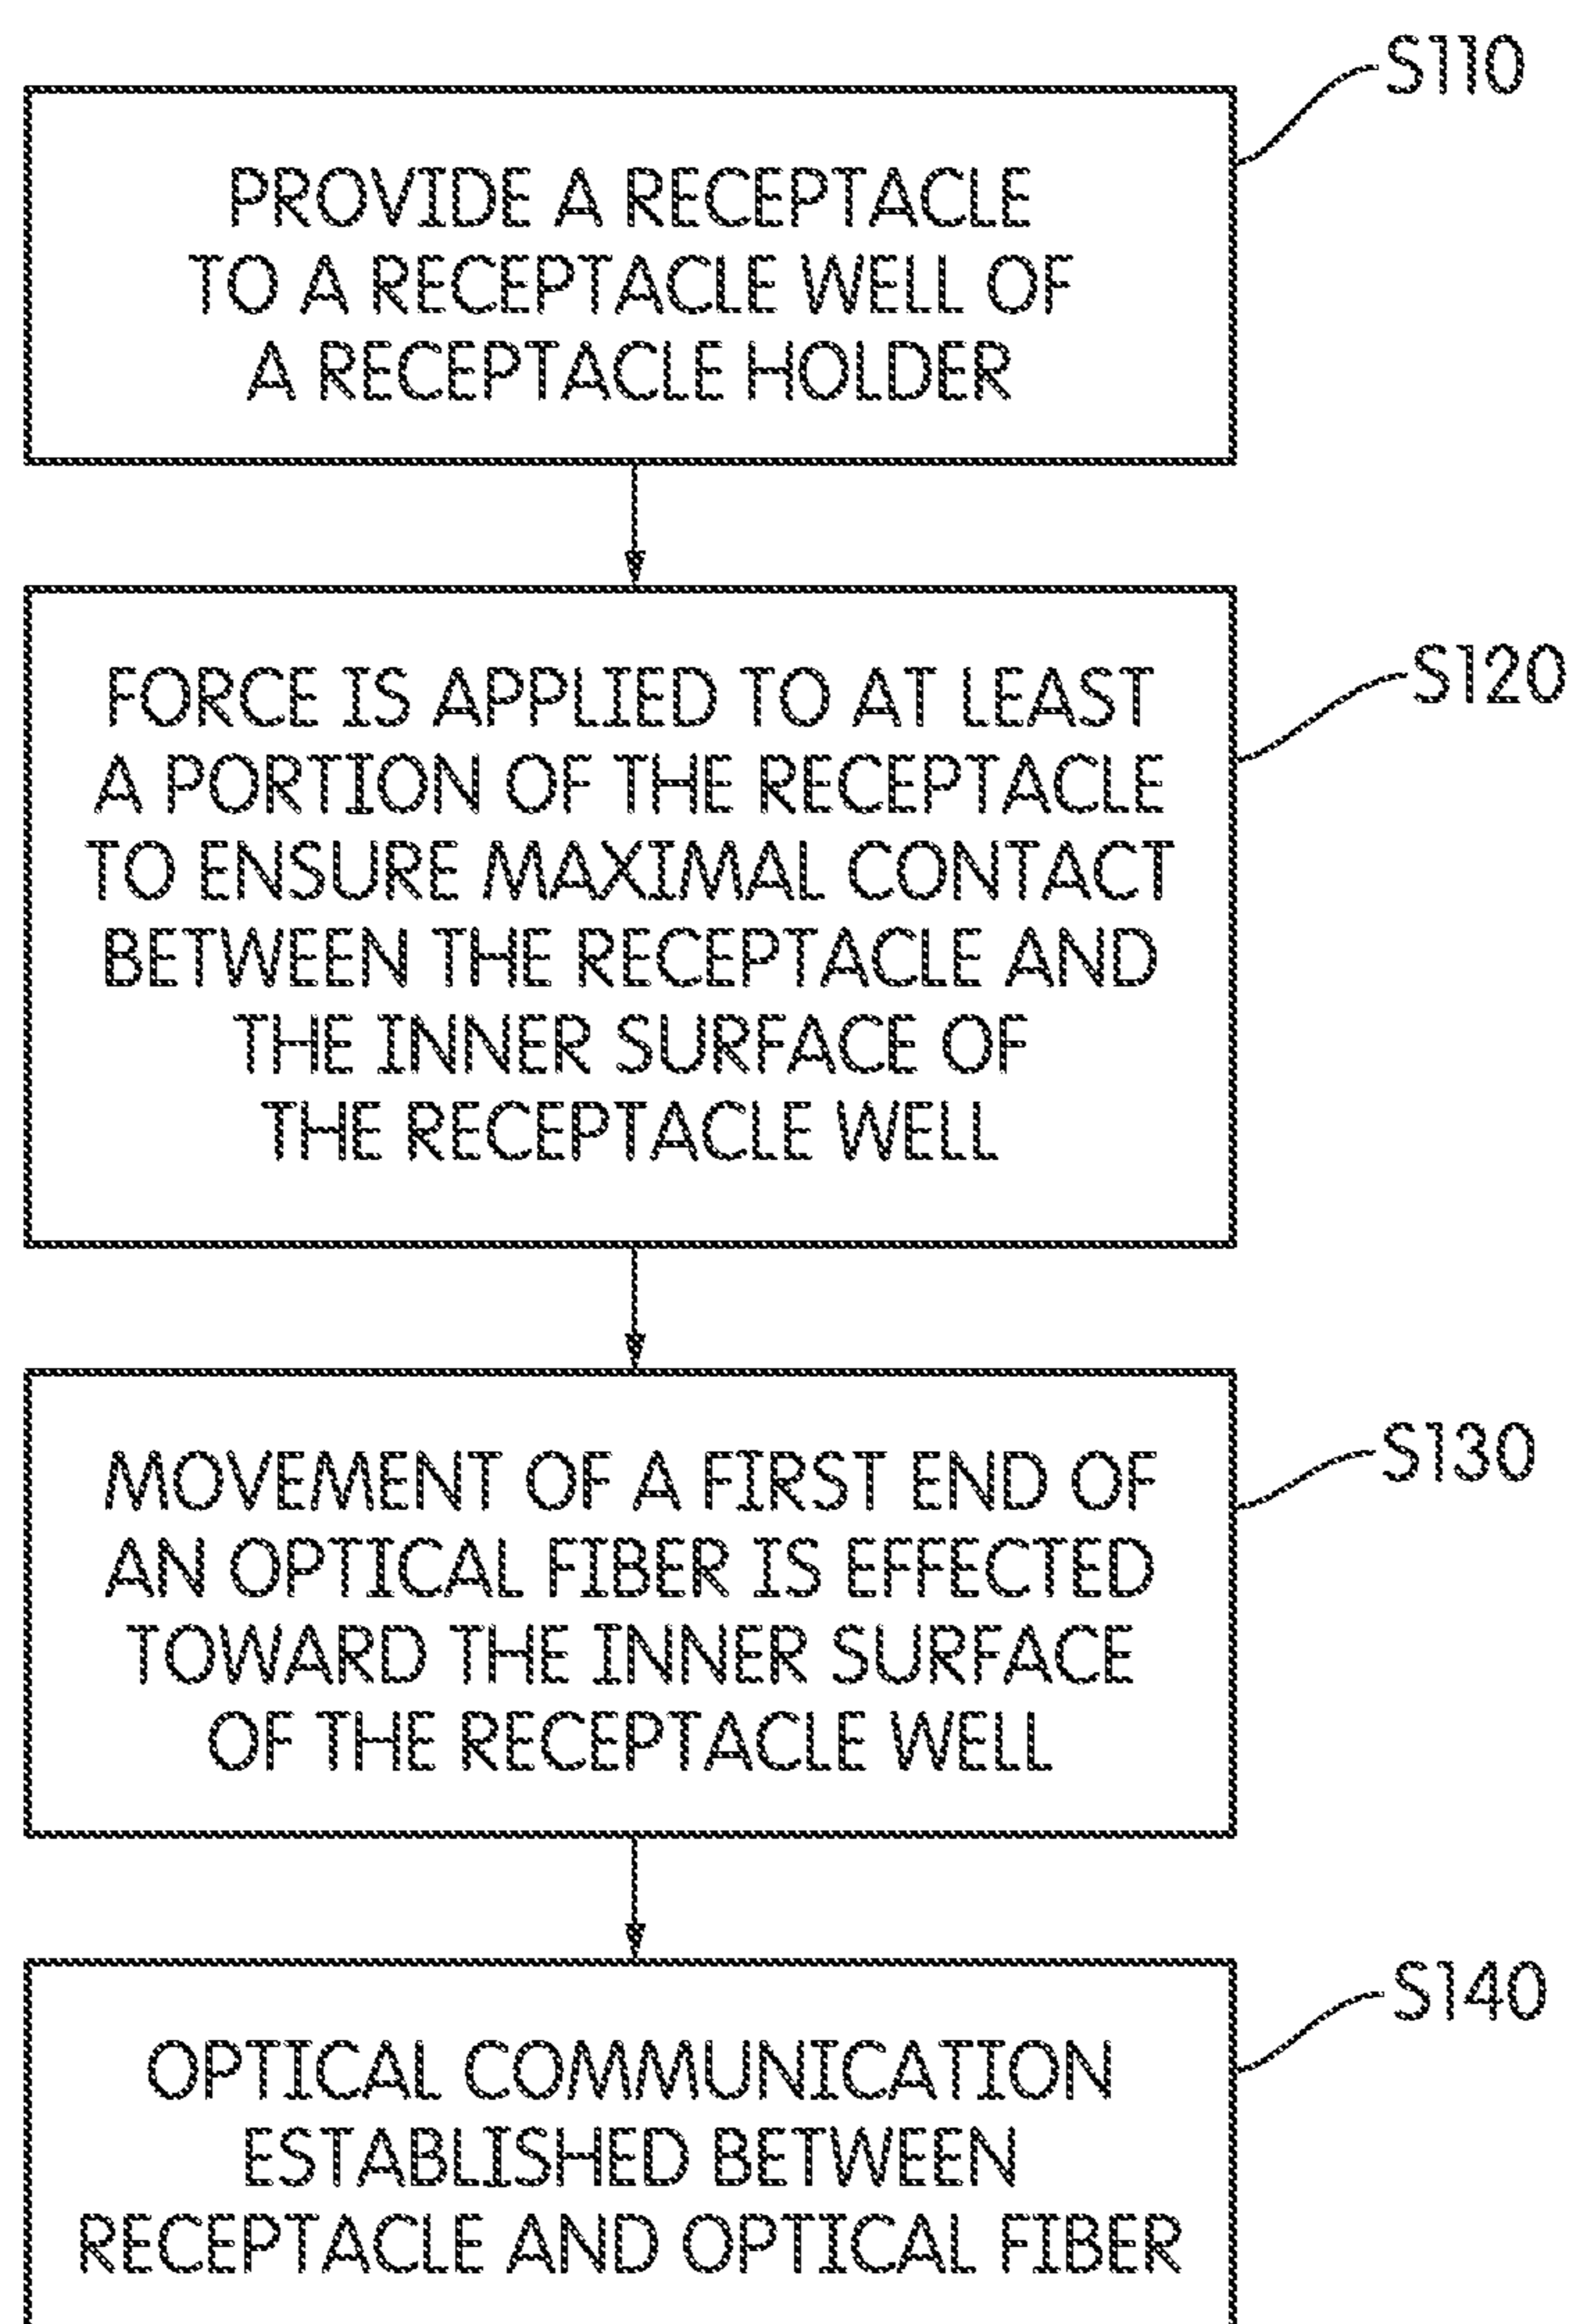 S110
PROVIDE A RECEPTACLE
TO A RECEPTACLE WELL OF
A RECEPTACLE HOLDER
S120
FORCE IS APPLIED TO AT LEAST
A PORTION OF THE RECEPTACLE
TO ENSURE MAXIMAL CONTACT
BETWEEN THE RECEPTACLE AND
THE INNER SURFACE OF
THE RECEPTACLE WELL
S130
MOVEMENT OF A FIRST END OF
AN OPTICAL FIBER IS EFFECTED
TOWARD THE INNER SURFACE
OF THE RECEPTACLE WELL
S140
OPTICAL COMMUNICATION
ESTABLISHED BETWEEN
RECEPTACLE AND OPTICAL FIBER